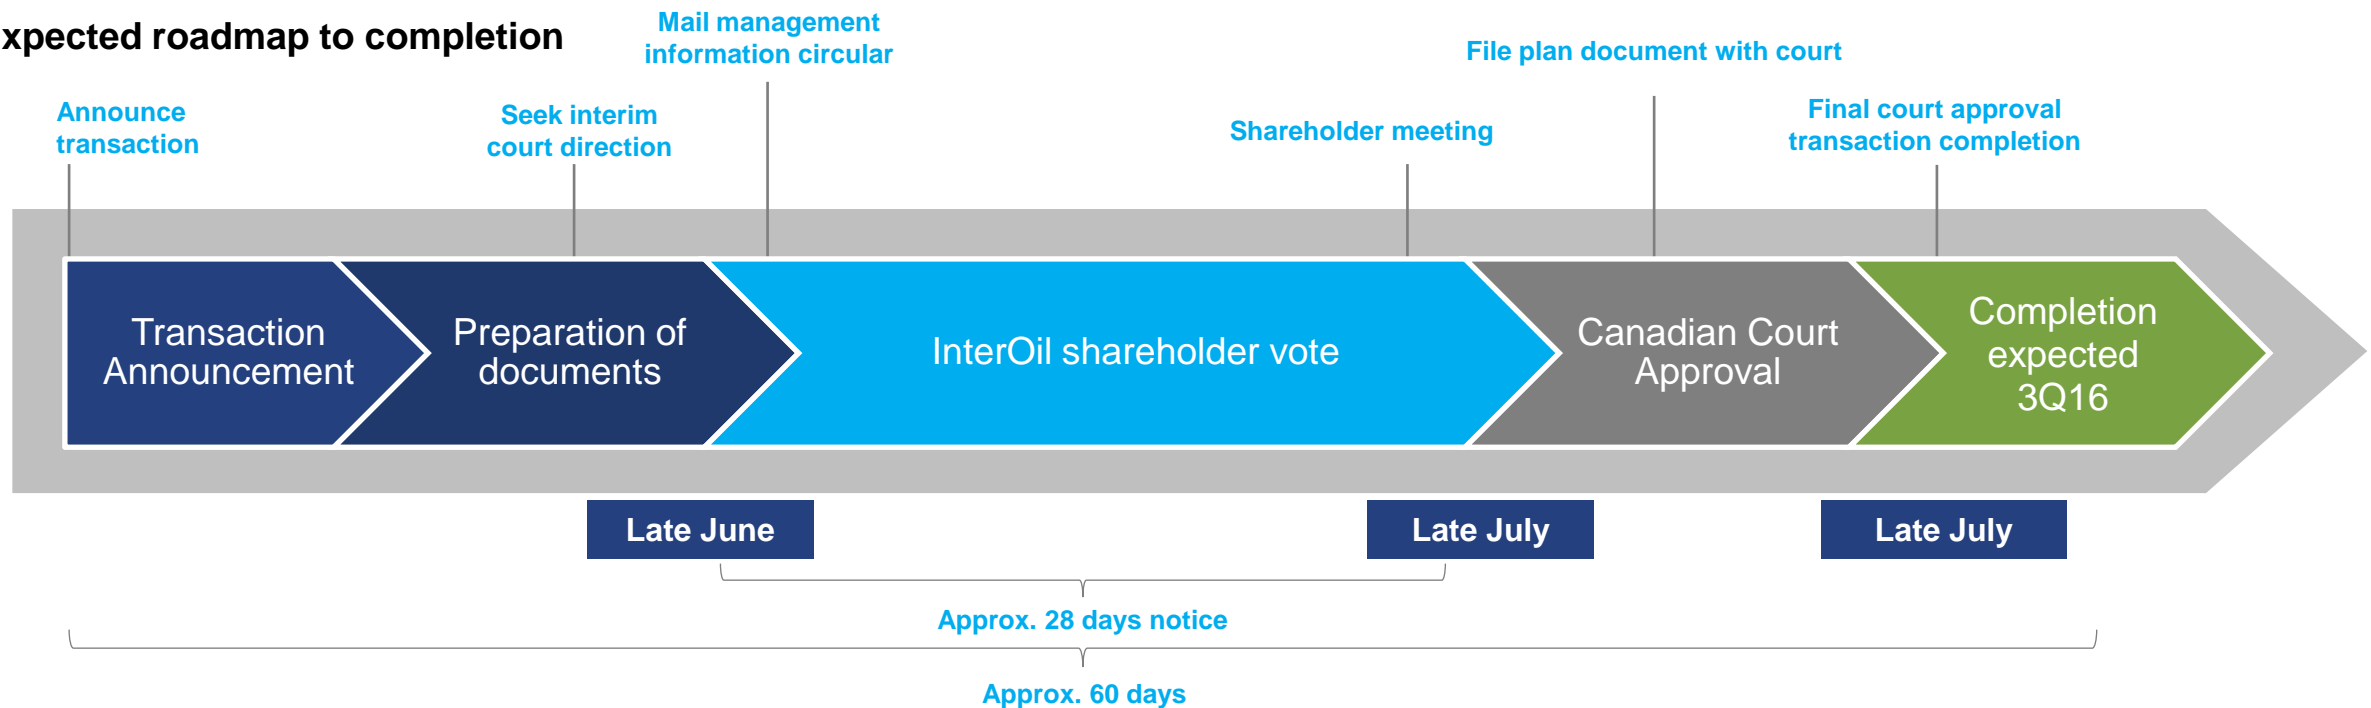 xpected roadmap to completion
Mail management
information circular
File plan document with court
Announce
transaction
Seek interim
court direction
Shareholder meeting
Final court approval
transaction completion
Transaction
Announcement
Preparation of
documents
InterOil shareholder vote
Canadian Court
Approval
Completion
expected
3Q16
Late June
Late July
Late July
Approx. 28 days notice
Approx. 60 days